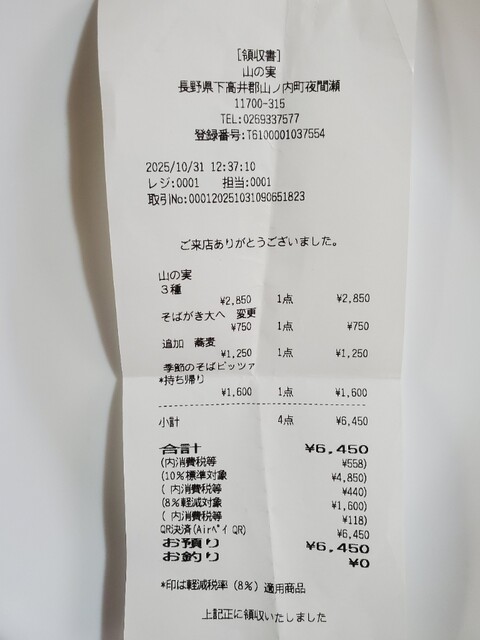 [領収書]
山の実
長野県下高井郡山ノ内町夜間瀬
11700-315
TEL:0269337577
登録番号:T6100001037554
2025/10/31 12:37:10
レジ:0001 担当:0001
取引No:000120251031090651823
ご来店ありがとうございました。
山の実
3種
¥2,850 1点 ¥2,850
そばがき大へ 変更
¥750 1点 ¥750
追加 蕎麦
¥1,250 1点 ¥1,250
季節のそばピッツァ
*持ち帰り
¥1,600 1点 ¥1,600
小計 4点 ¥6,450
合計 ¥6,450
(内消費税等 ¥558)
(10%標準対象 ¥4,850)
( 内消費税等 ¥440)
(8%軽減対象 ¥1,600)
( 内消費税等 ¥118)
QR決済(Airペイ QR) ¥6,450
お預り ¥6,450
お釣り ¥0
*印は軽減税率(8%)適用商品
上記正に領収いたしました